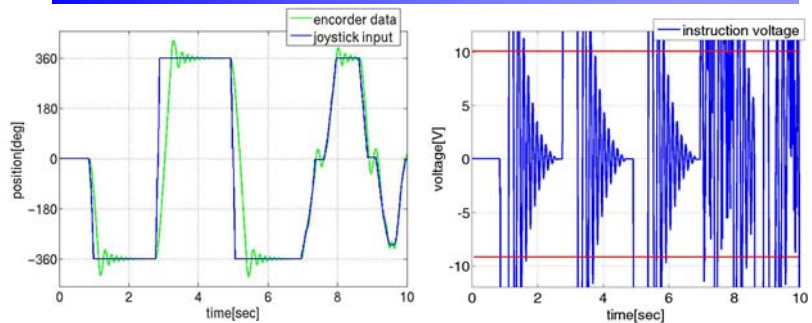 encorder data
joystick input
360
180
0
-180
-360
position[deg]
0 2 4 6 8 10
time[sec]
instruction voltage
10
5
0
-5
-10
voltage[V]
0 2 4 6 8 10
time[sec]